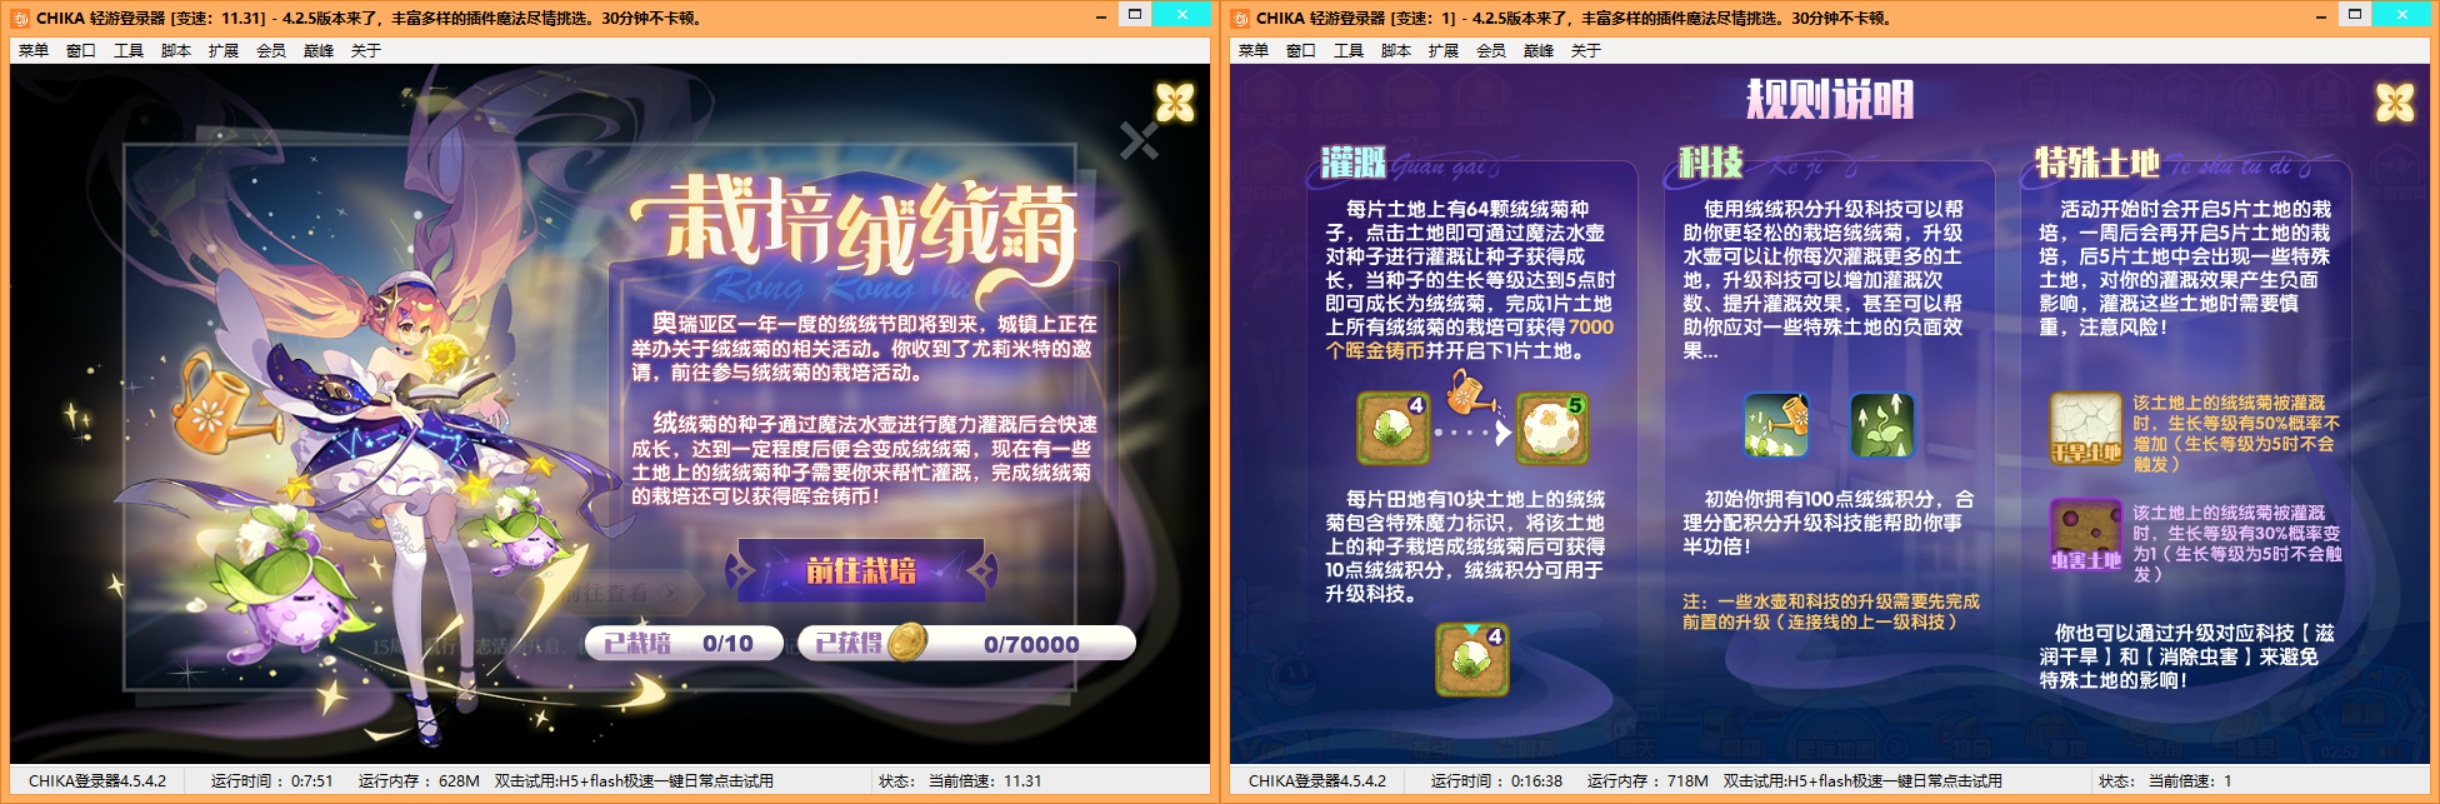 CHIKA 轻游登录器 [变速：11.31] - 4.2.5版本来了，丰富多样的插件魔法尽情挑选。30分钟不卡顿。
菜单 窗口 工具 脚本 扩展 会员 巅峰 关于
栽培绒绒菊
Rong Rong Ju
奥瑞亚区一年一度的绒绒节即将到来，城镇上正在
举办关于绒绒菊的相关活动。你收到了尤莉米特的邀
请，前往参与绒绒菊的栽培活动。
绒绒菊的种子通过魔法水壶进行魔力灌溉后会快速
成长，达到一定程度后便会变成绒绒菊，现在有一些
土地上的绒绒菊种子需要你来帮忙灌溉，完成绒绒菊
的栽培还可以获得晖金铸币！
前往查看
前往栽培
已栽培 0/10
已获得 0/70000
CHIKA登录器4.5.4.2 运行时间：0:7:51 运行内存：628M 双击试用:H5+flash极速一键日常点击试用 状态： 当前倍速：11.31
CHIKA 轻游登录器 [变速：1] - 4.2.5版本来了，丰富多样的插件魔法尽情挑选。30分钟不卡顿。
菜单 窗口 工具 脚本 扩展 会员 巅峰 关于
规则说明
灌溉 Guan gai
每片土地上有64颗绒绒菊种
子，点击土地即可通过魔法水壶
对种子进行灌溉让种子获得成
长，当种子的生长等级达到5点时
即可成长为绒绒菊，完成1片土地
上所有绒绒菊的栽培可获得7000
个晖金铸币并开启下1片土地。
4
5
每片田地有10块土地上的绒绒
菊包含特殊魔力标识，将该土地
上的种子栽培成绒绒菊后可获得
10点绒绒积分，绒绒积分可用于
升级科技。
4
科技 Ke ji
使用绒绒积分升级科技可以帮
助你更轻松的栽培绒绒菊，升级
水壶可以让你每次灌溉更多的土
地，升级科技可以增加灌溉次
数、提升灌溉效果，甚至可以帮
助你应对一些特殊土地的负面效
果...
初始你拥有100点绒绒积分，合
理分配积分升级科技能帮助你事
半功倍！
注：一些水壶和科技的升级需要先完成
前置的升级（连接线的上一级科技）
特殊土地 Te shu tu di
活动开始时会开启5片土地的栽
培，一周后会再开启5片土地的栽
培，后5片土地中会出现一些特殊
土地，对你的灌溉效果产生负面
影响，灌溉这些土地时需要慎
重，注意风险！
干旱土地
该土地上的绒绒菊被灌溉
时，生长等级有50%概率不
增加（生长等级为5时不会
触发）
虫害土地
该土地上的绒绒菊被灌溉
时，生长等级有30%概率变
为1（生长等级为5时不会触
发）
你也可以通过升级对应科技【滋
润干旱】和【消除虫害】来避免
特殊土地的影响！
CHIKA登录器4.5.4.2 运行时间：0:16:38 运行内存：718M 双击试用:H5+flash极速一键日常点击试用 状态： 当前倍速：1